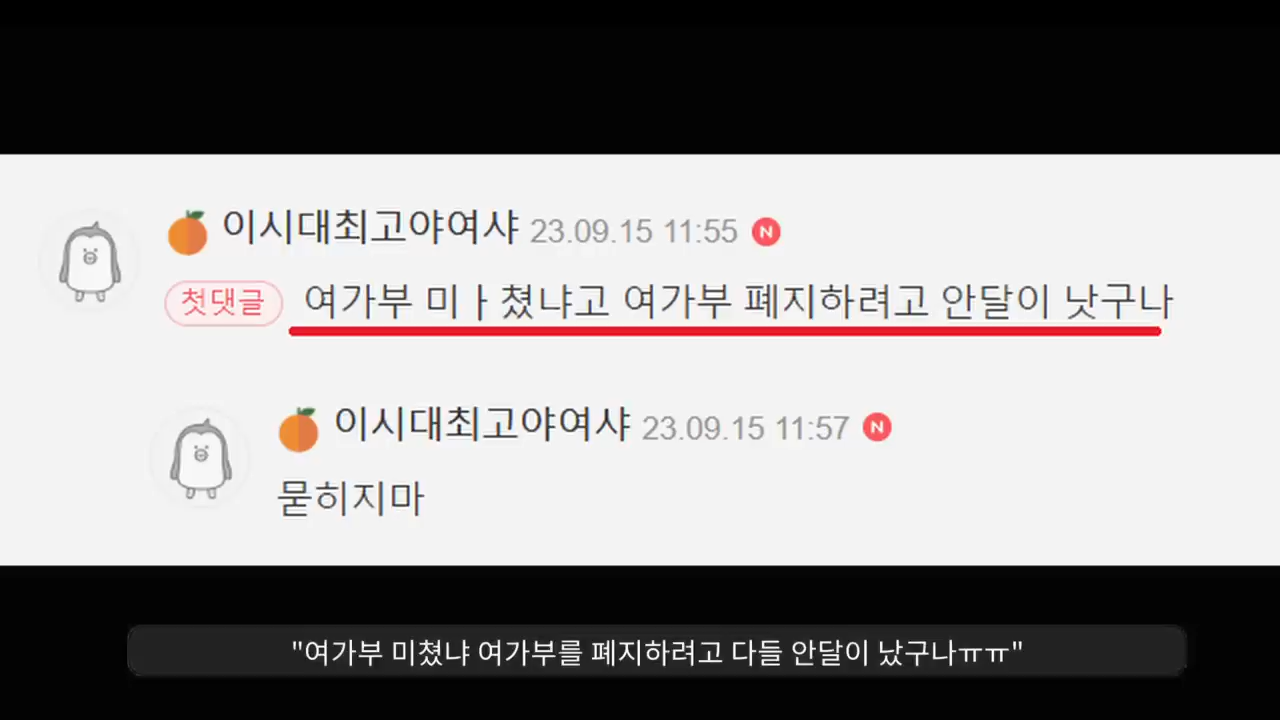 이시대최고야여샤 23.09.15 11:55 N
첫댓글 여가부 미ㅏ쳤냐고 여가부 폐지하려고 안달이 낫구나
이시대최고야여샤 23.09.15 11:57 N
묻히지마
"여가부 미쳤냐 여가부를 폐지하려고 다들 안달이 났구나ㅠㅠ"